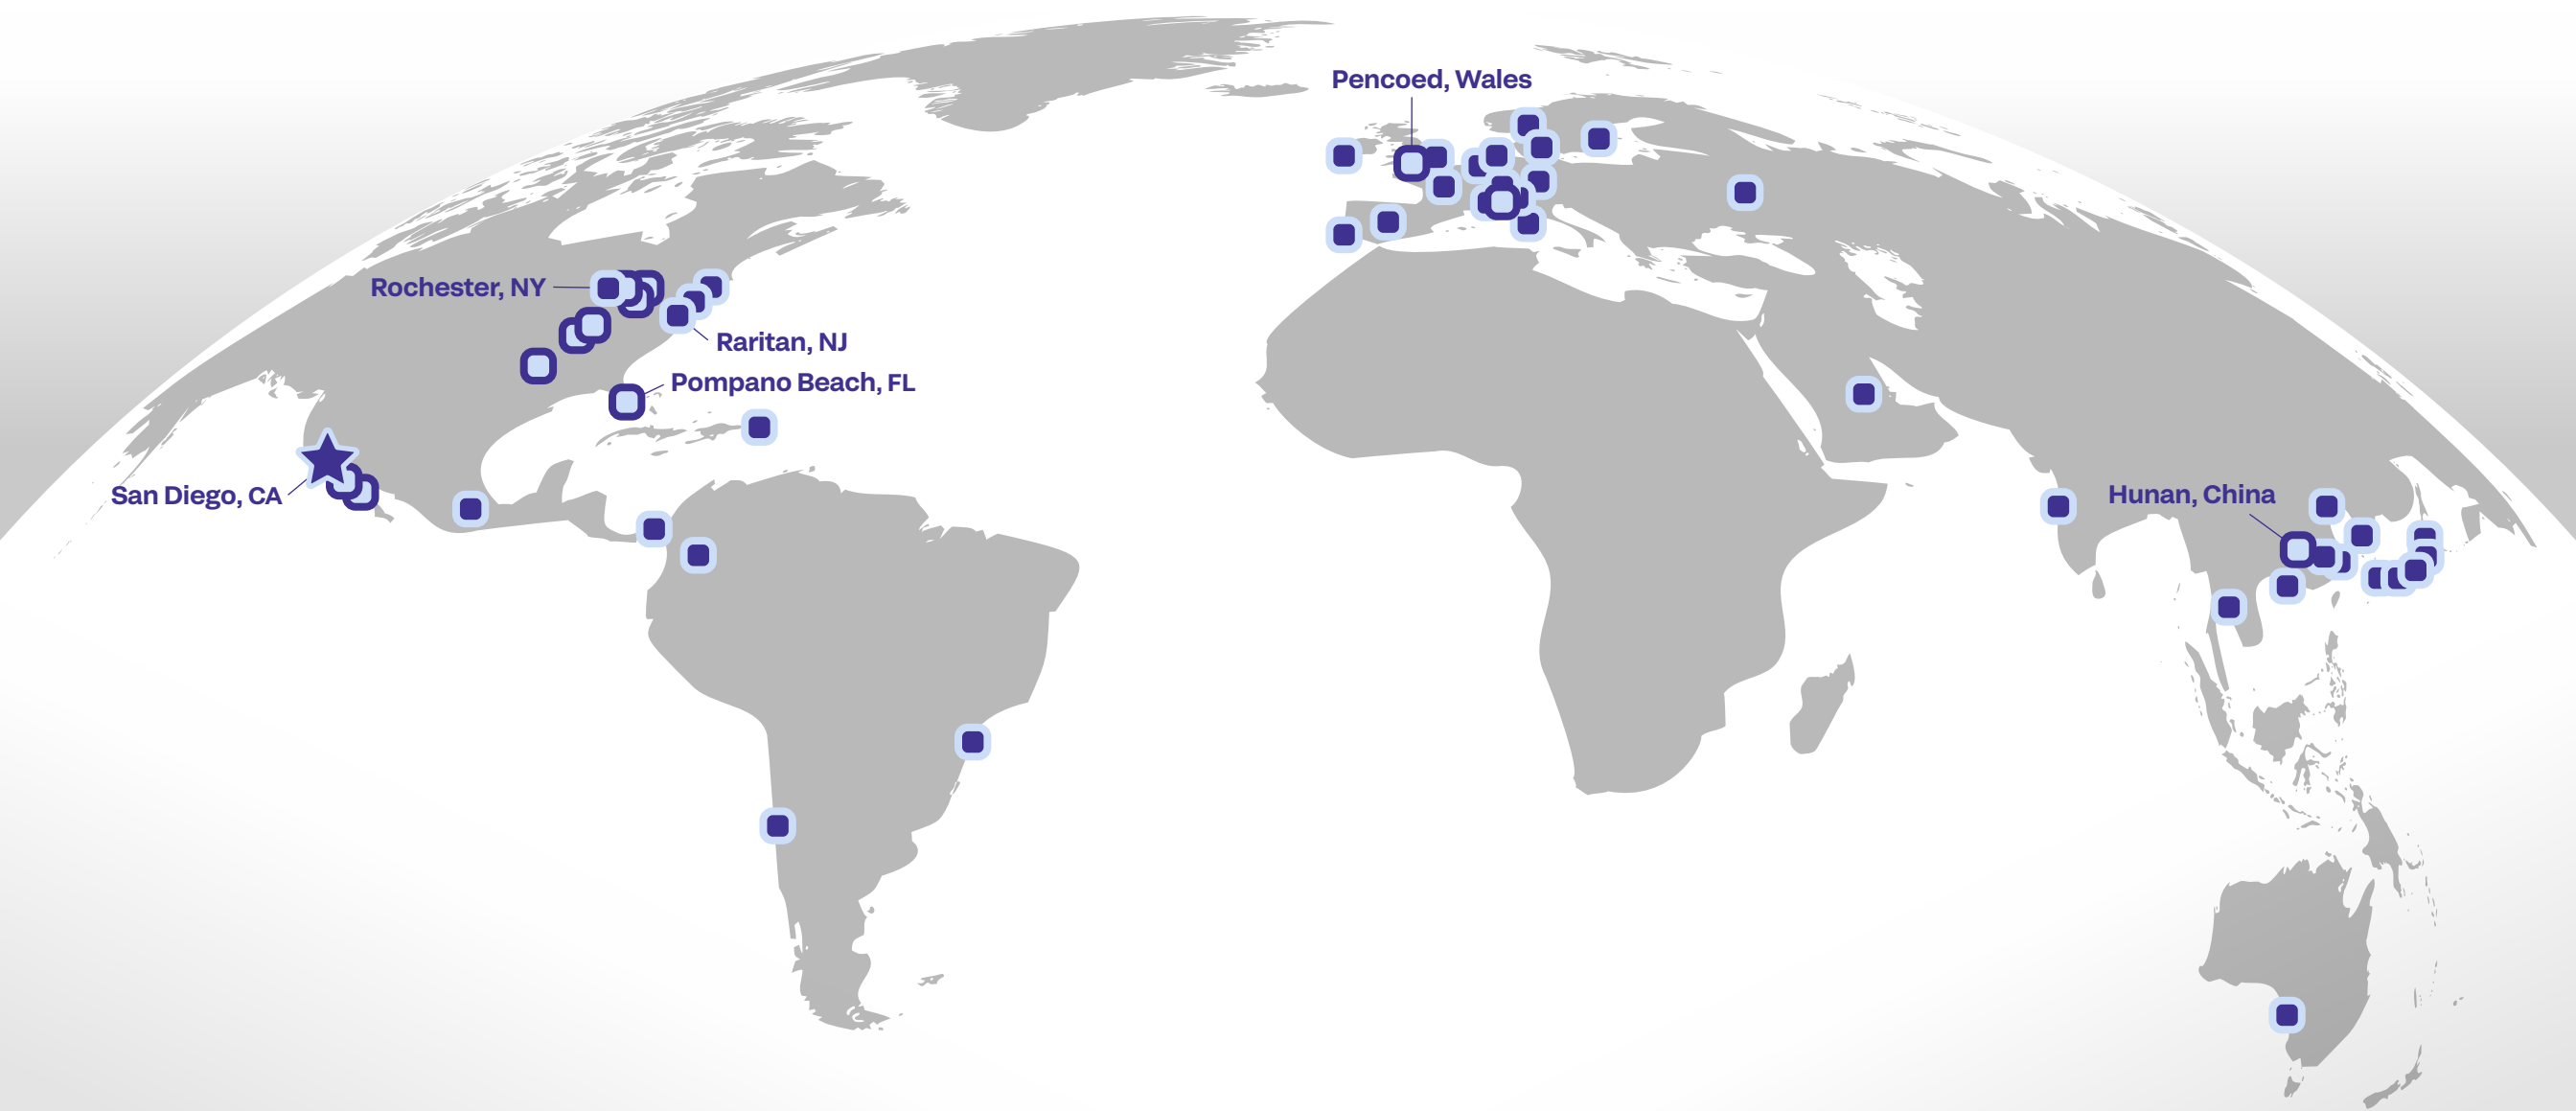 Pencoed, Wales
Rochester, NY
Raritan, NJ
Pompano Beach, FL
San Diego, CA
Hunan, China